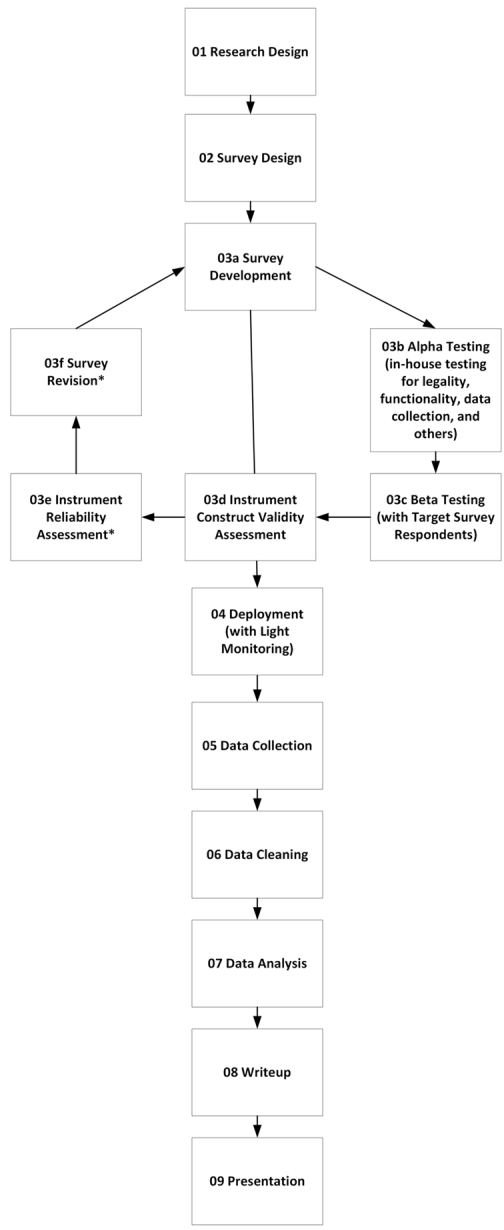 01 Research Design
02 Survey Design
03a Survey
Development
03b Alpha Testing
(in-house testing
for legality,
functionality, data
collection, and
others)
03c Beta Testing
(with Target Survey
Respondents)
03d Instrument
Construct Validity
Assessment
03e Instrument
Reliability
Assessment*
03f Survey
Revision*
04 Deployment
(with Light
Monitoring)
05 Data Collection
06 Data Cleaning
07 Data Analysis
08 Writeup
09 Presentation